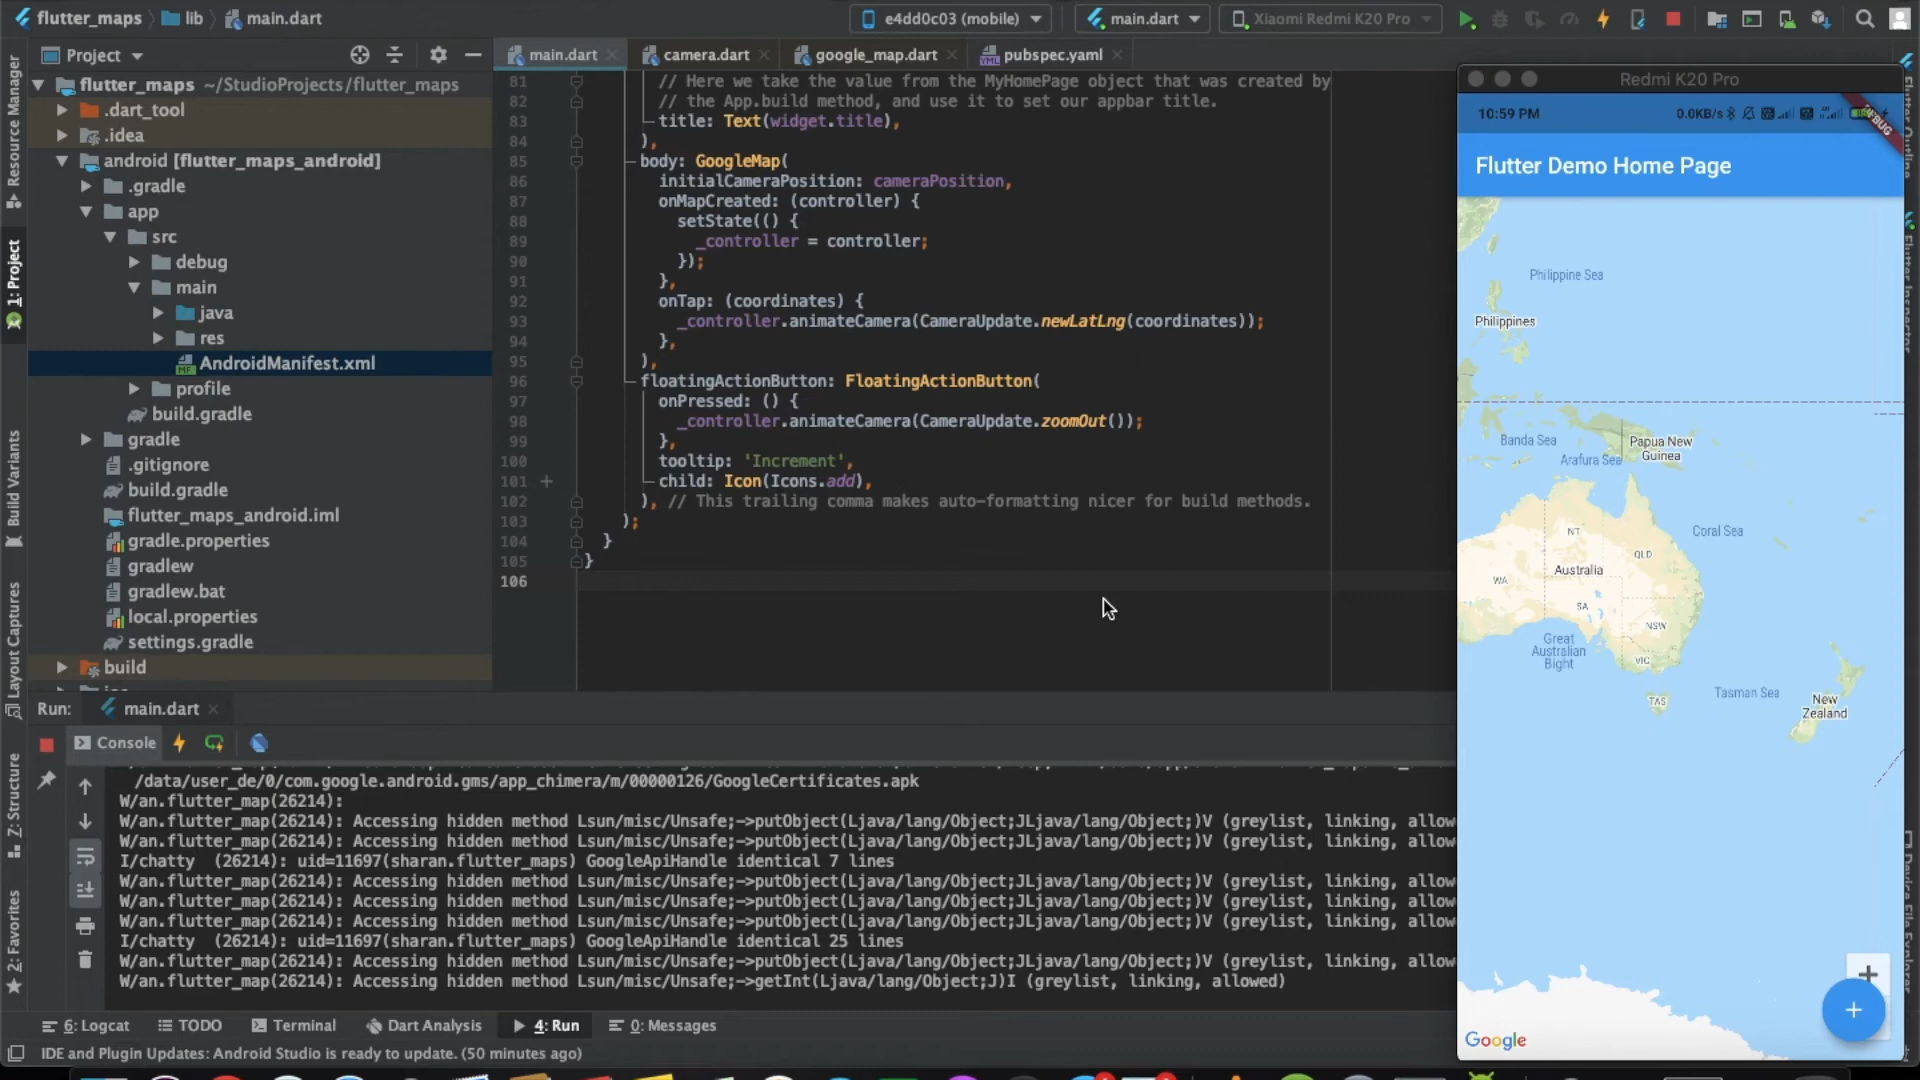 flutter_maps
lib
main.dart
e4dd0c03 (mobile)
main.dart
Xiaomi Redmi K20 Pro
Resource Manager
1: Project
Build Variants
Layout Captures
Z: Structure
2: Favorites
Project
flutter_maps ~/StudioProjects/flutter_maps
.dart_tool
.idea
android [flutter_maps_android]
.gradle
app
src
debug
main
java
res
AndroidManifest.xml
profile
build.gradle
gradle
.gitignore
build.gradle
flutter_maps_android.iml
gradle.properties
gradlew
gradlew.bat
local.properties
settings.gradle
build
main.dart
camera.dart
google_map.dart
pubspec.yaml
81 // Here we take the value from the MyHomePage object that was created by
82 // the App.build method, and use it to set our appbar title.
83 title: Text(widget.title),
84 ),
85 body: GoogleMap(
86 initialCameraPosition: cameraPosition,
87 onMapCreated: (controller) {
88 setState(() {
89 _controller = controller;
90 });
91 },
92 onTap: (coordinates) {
93 _controller.animateCamera(CameraUpdate.newLatLng(coordinates));
94 },
95 ),
96 floatingActionButton: FloatingActionButton(
97 onPressed: () {
98 _controller.animateCamera(CameraUpdate.zoomOut());
99 },
100 tooltip: 'Increment',
101 child: Icon(Icons.add),
102 ), // This trailing comma makes auto-formatting nicer for build methods.
103 );
104 }
105 }
106
Redmi K20 Pro
10:59 PM
0.0KB/s
DEBUG
Flutter Demo Home Page
Philippine Sea
Philippines
Banda Sea
Papua New
Guinea
Arafura Sea
Coral Sea
NT
QLD
Australia
WA
SA
NSW
Great
Australian
Bight
VIC
TAS
Tasman Sea
New
Zealand
Google
Flutter Outline
Flutter Inspector
Device File Explorer
Run:
main.dart
Console
/data/user_de/0/com.google.android.gms/app_chimera/m/00000126/GoogleCertificates.apk
W/an.flutter_map(26214):
W/an.flutter_map(26214): Accessing hidden method Lsun/misc/Unsafe;->putObject(Ljava/lang/Object;JLjava/lang/Object;)V (greylist, linking, allow
W/an.flutter_map(26214): Accessing hidden method Lsun/misc/Unsafe;->putObject(Ljava/lang/Object;JLjava/lang/Object;)V (greylist, linking, allow
I/chatty  (26214): uid=11697(sharan.flutter_maps) GoogleApiHandle identical 7 lines
W/an.flutter_map(26214): Accessing hidden method Lsun/misc/Unsafe;->putObject(Ljava/lang/Object;JLjava/lang/Object;)V (greylist, linking, allow
W/an.flutter_map(26214): Accessing hidden method Lsun/misc/Unsafe;->putObject(Ljava/lang/Object;JLjava/lang/Object;)V (greylist, linking, allow
W/an.flutter_map(26214): Accessing hidden method Lsun/misc/Unsafe;->putObject(Ljava/lang/Object;JLjava/lang/Object;)V (greylist, linking, allow
I/chatty  (26214): uid=11697(sharan.flutter_maps) GoogleApiHandle identical 25 lines
W/an.flutter_map(26214): Accessing hidden method Lsun/misc/Unsafe;->putObject(Ljava/lang/Object;JLjava/lang/Object;)V (greylist, linking, allow
W/an.flutter_map(26214): Accessing hidden method Lsun/misc/Unsafe;->getInt(Ljava/lang/Object;J)I (greylist, linking, allowed)
6: Logcat
TODO
Terminal
Dart Analysis
4: Run
0: Messages
IDE and Plugin Updates: Android Studio is ready to update. (50 minutes ago)